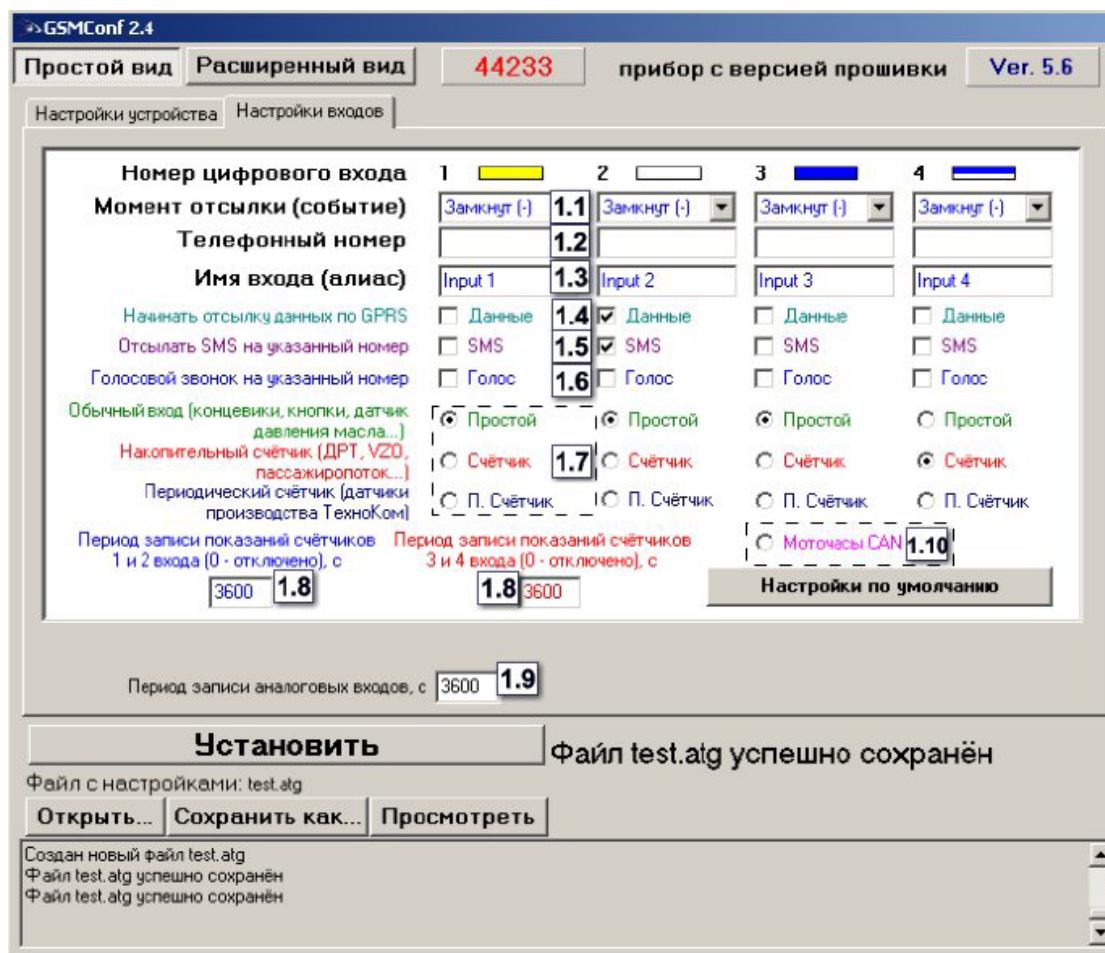 GSMConf 2.4
Простой вид Расширенный вид 44233 прибор с версией прошивки Ver. 5.6
Настройки устройства Настройки входов
Номер цифрового входа 1 2 3 4
Момент отсылки (событие) Замкнут (-) 1.1 Замкнут (-) Замкнут (-) Замкнут (-)
Телефонный номер 1.2
Имя входа (алиас) Input 1 1.3 Input 2 Input 3 Input 4
Начинать отсылку данных по GPRS Данные 1.4 Данные Данные Данные
Отсылать SMS на указанный номер SMS 1.5 SMS SMS SMS
Голосовой звонок на указанный номер Голос 1.6 Голос Голос Голос
Обычный вход (концевики, кнопки, датчик
давления масла...) Простой Простой Простой Простой
Накопительный счётчик (ДРТ, VZO,
пассажиропоток...) Счётчик 1.7 Счётчик Счётчик Счётчик
Периодический счётчик (датчики
производства ТехноКом) П. Счётчик П. Счётчик П. Счётчик П. Счётчик
Период записи показаний счётчиков
1 и 2 входа (0 - отключено), с
3600 1.8
Период записи показаний счётчиков
3 и 4 входа (0 - отключено), с
1.8 3600
Моточасы CAN 1.10
Настройки по умолчанию
Период записи аналоговых входов, с 3600 1.9
Установить Файл test.atg успешно сохранён
Файл с настройками: test.atg
Открыть... Сохранить как... Просмотреть
Создан новый файл test.atg
Файл test.atg успешно сохранён
Файл test.atg успешно сохранён